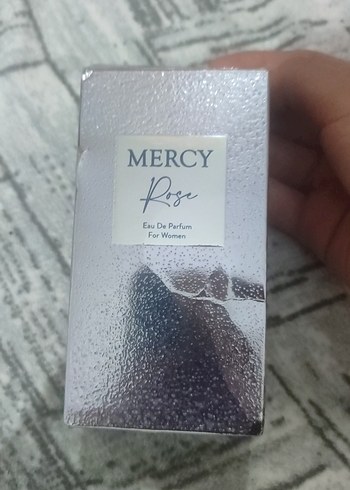 MERCY
Rose
Eau De Parfum
For Women